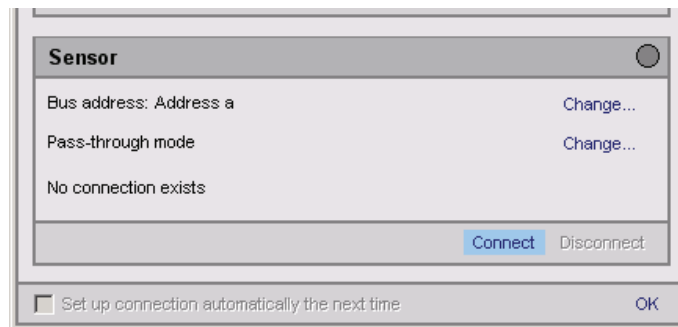 Sensor
Bus address: Address a Change...
Pass-through mode Change...
No connection exists
Connect Disconnect
Set up connection automatically the next time OK